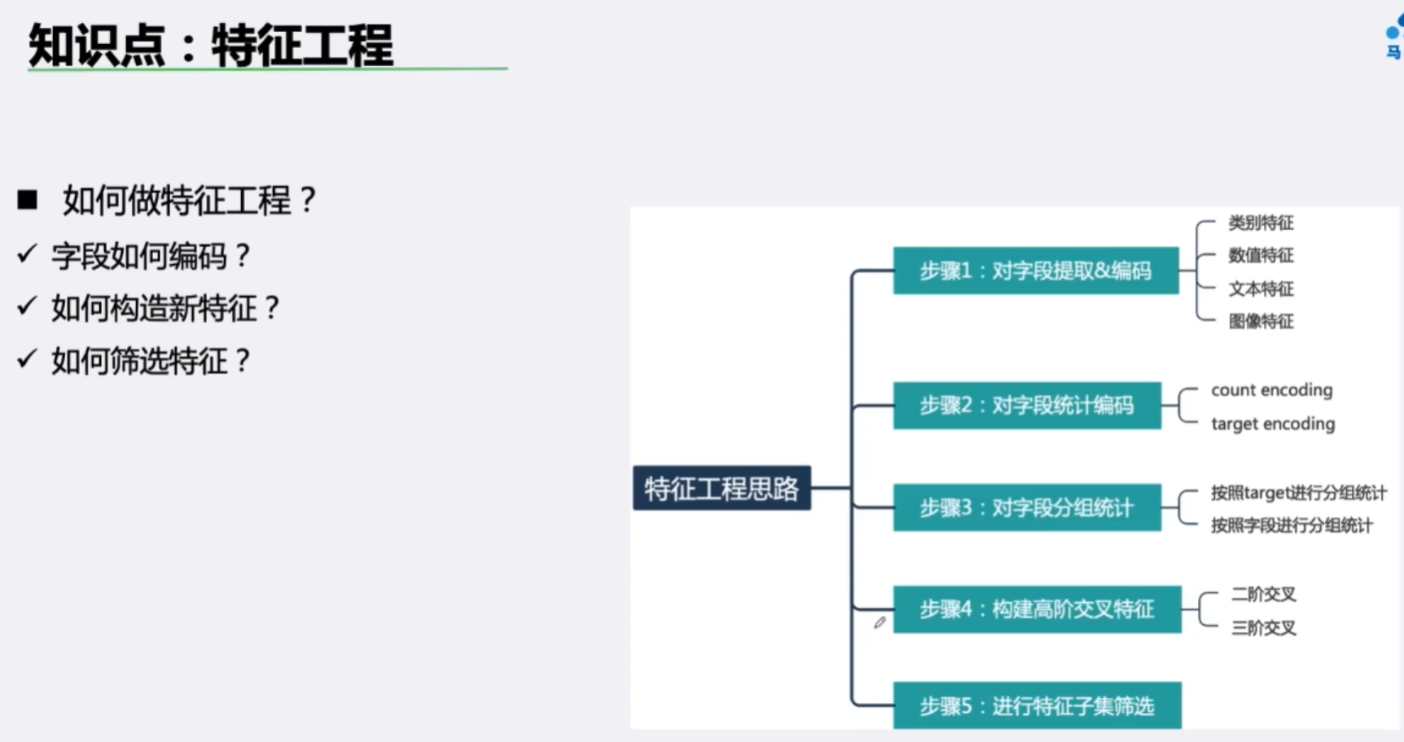 知识点：特征工程
马
■ 如何做特征工程？
✓ 字段如何编码？
✓ 如何构造新特征？
✓ 如何筛选特征？
特征工程思路
步骤1：对字段提取&编码
类别特征
数值特征
文本特征
图像特征
步骤2：对字段统计编码
count encoding
target encoding
步骤3：对字段分组统计
按照target进行分组统计
按照字段进行分组统计
步骤4：构建高阶交叉特征
二阶交叉
三阶交叉
步骤5：进行特征子集筛选